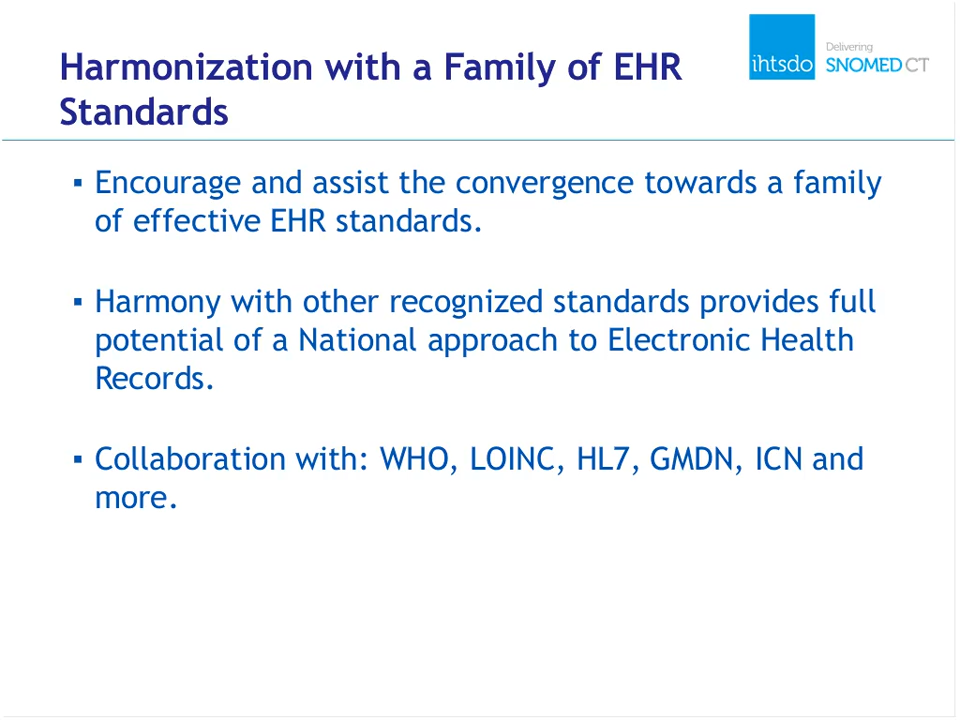 Harmonization with a Family of EHR
Standards
ihtsdo
Delivering
SNOMED CT
▪ Encourage and assist the convergence towards a family
of effective EHR standards.
▪ Harmony with other recognized standards provides full
potential of a National approach to Electronic Health
Records.
▪ Collaboration with: WHO, LOINC, HL7, GMDN, ICN and
more.